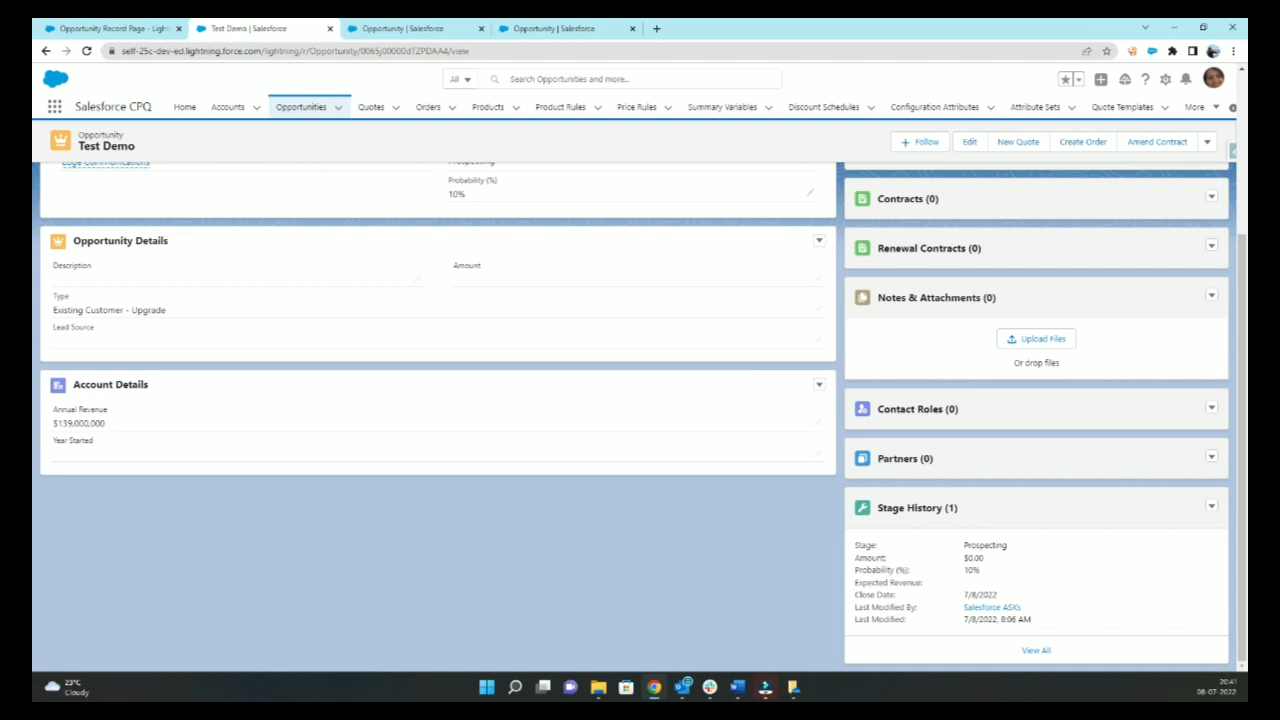 Opportunity Record Page - Light
Test Demo | Salesforce
Opportunity | Salesforce
Opportunity | Salesforce
self-25c-dev-ed.lightning.force.com/lightning/r/Opportunity/0065j00000dTZPDAA4/view
All
Search Opportunities and more...
Salesforce CPQ
Home
Accounts
Opportunities
Quotes
Orders
Products
Product Rules
Price Rules
Summary Variables
Discount Schedules
Configuration Attributes
Attribute Sets
Quote Templates
More
Opportunity
Test Demo
+ Follow
Edit
New Quote
Create Order
Amend Contract
Edge Communications
Prospecting
Probability (%)
10%
Opportunity Details
Description
Amount
Type
Existing Customer - Upgrade
Lead Source
Account Details
Annual Revenue
$139,000,000
Year Started
Contracts (0)
Renewal Contracts (0)
Notes & Attachments (0)
Upload Files
Or drop files
Contact Roles (0)
Partners (0)
Stage History (1)
Stage: Prospecting
Amount: $0.00
Probability (%): 10%
Expected Revenue:
Close Date: 7/8/2022
Last Modified By: Salesforce ASKs
Last Modified: 7/8/2022, 8:06 AM
View All
23°C
Cloudy
20:41
08-07-2022